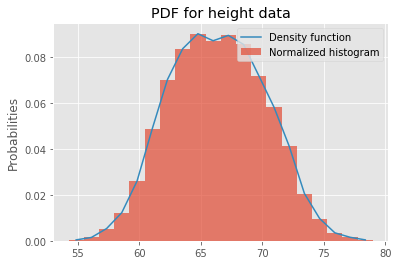 PDF for height data
Density function
Normalized histogram
Probabilities
0.08
0.06
0.04
0.02
0.00
55 60 65 70 75 80